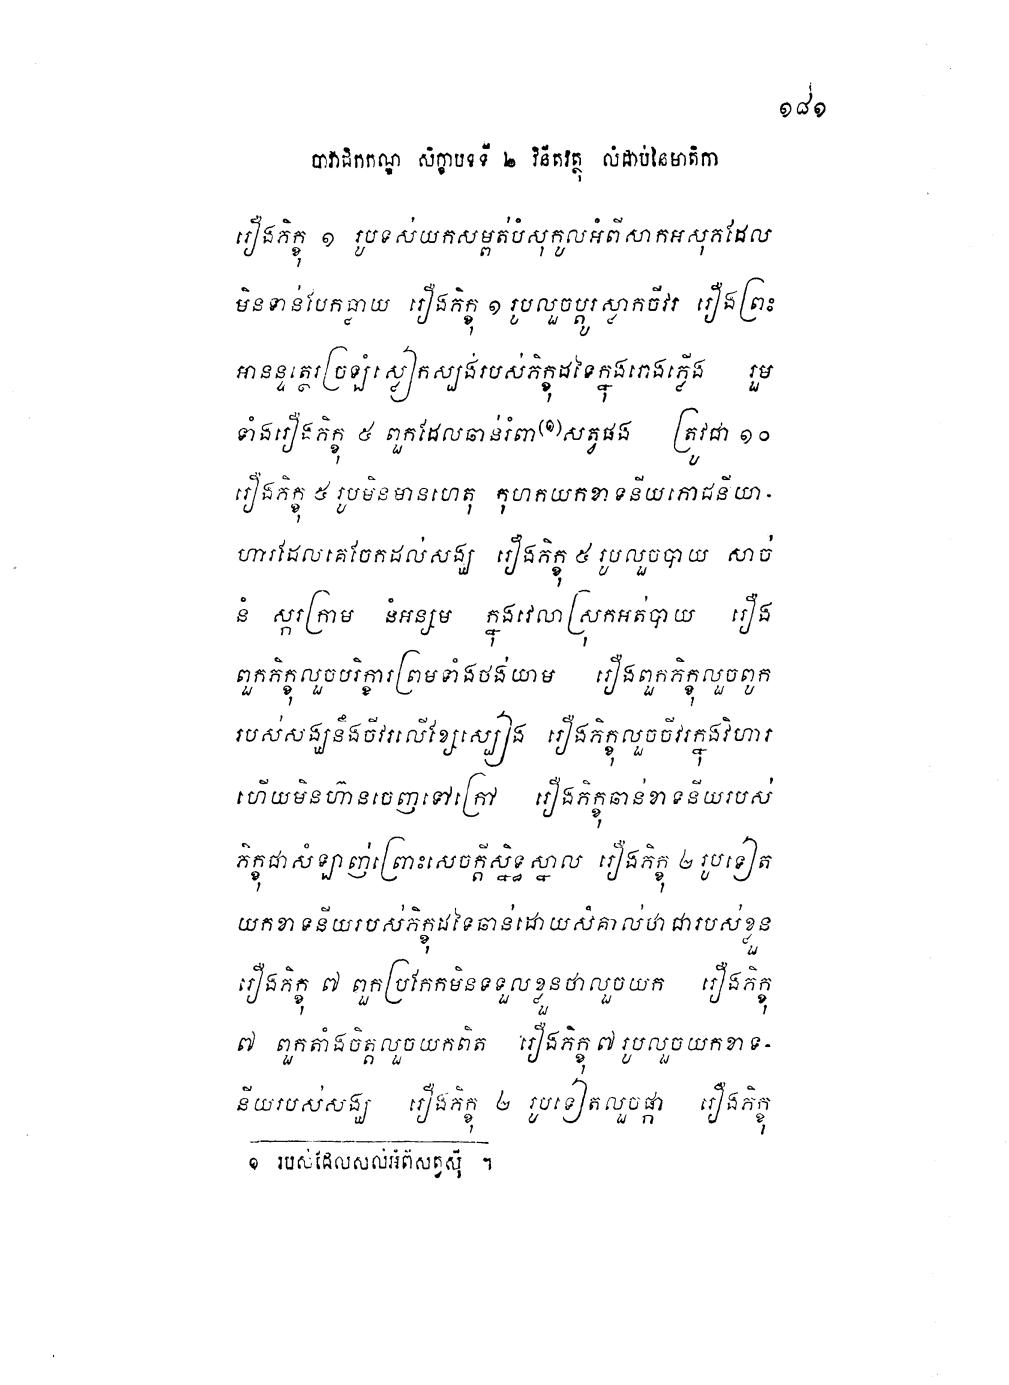 ១៨១
បារាជិកកណ្ឌ សិក្ខាបទទី ២ វិនីតវត្ថុ លំដាប់នៃមាតិកា
រឿងភិក្ខុ ១ រូបទស់យកសម្ពត់បំសុកូលអំពីសាកអសុភដែល
មិនទាន់បែកធ្លាយ រឿងភិក្ខុ ១ រូបលួចប្តូរស្លាកចីវរ រឿងព្រះ
អានន្ទត្ថេរច្រឡំស្លៀកស្បង់របស់ភិក្ខុដទៃក្នុងរោងភ្លើង រួម
ទាំងរឿងភិក្ខុ ៥ ពួកដែលឆាន់រំពា(១)សត្វផង ត្រូវជា ១០
រឿងភិក្ខុ ៥ រូបមិនមានហេតុ កុហកយកខាទនីយភោជនីយា-
ហារដែលគេចែកដល់សង្ឃ រឿងភិក្ខុ ៥ រូបលួចបាយ សាច់
នំ ស្ករក្រាម នំអន្សម ក្នុងវេលាស្រុកអត់បាយ រឿង
ពួកភិក្ខុលួចបរិក្ខារព្រមទាំងថង់យាម រឿងពួកភិក្ខុលួចពូក
របស់សង្ឃនឹងចីវរលើខ្សែស្បៀង រឿងភិក្ខុលួចចីវរក្នុងវិហារ
ហើយមិនហ៊ានចេញទៅក្រៅ រឿងភិក្ខុឆាន់ខាទនីយរបស់
ភិក្ខុជាសំឡាញ់ព្រោះសេចក្តីស្និទ្ធស្នាល រឿងភិក្ខុ ២ រូបទៀត
យកខាទនីយរបស់ភិក្ខុដទៃឆាន់ដោយសំគាល់ថាជារបស់ខ្លួន
រឿងភិក្ខុ ៧ ពួកប្រកែកមិនទទួលខ្លួនថាលួចយក រឿងភិក្ខុ
៧ ពួកតាំងចិត្តលួចយកពិត រឿងភិក្ខុ ៧ រូបលួចយកខាទ-
នីយរបស់សង្ឃ រឿងភិក្ខុ ២ រូបទៀតលួចផ្កា រឿងភិក្ខុ
១ របស់ដែលសល់អំពីសត្វស៊ី ។